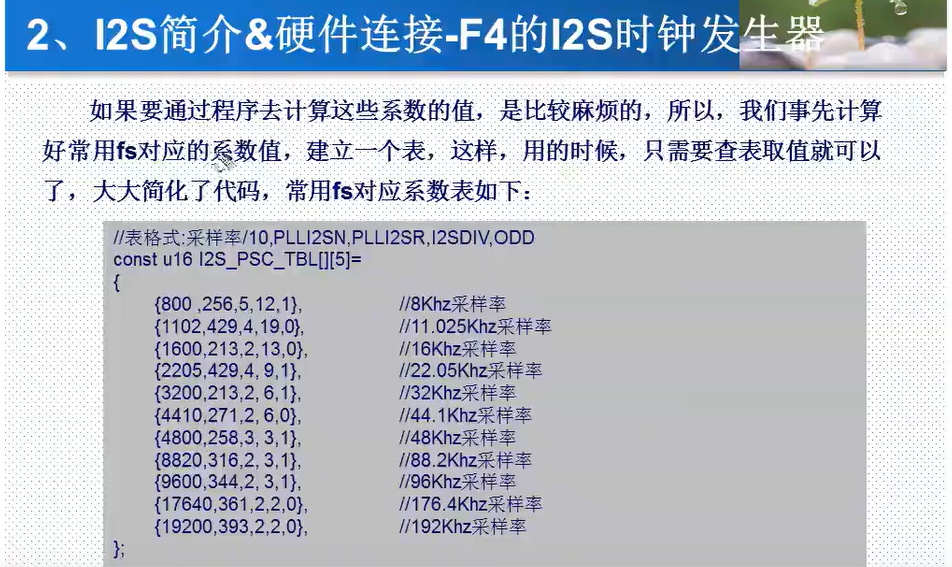 2、I2S简介&硬件连接-F4的I2S时钟发生器
如果要通过程序去计算这些系数的值，是比较麻烦的，所以，我们事先计算
好常用fs对应的系数值，建立一个表，这样，用的时候，只需要查表取值就可以
了，大大简化了代码，常用fs对应系数表如下：
//表格式:采样率/10,PLLI2SN,PLLI2SR,I2SDIV,ODD
const u16 I2S_PSC_TBL[][5]=
{
{800 ,256,5,12,1}, //8Khz采样率
{1102,429,4,19,0}, //11.025Khz采样率
{1600,213,2,13,0}, //16Khz采样率
{2205,429,4, 9,1}, //22.05Khz采样率
{3200,213,2, 6,1}, //32Khz采样率
{4410,271,2, 6,0}, //44.1Khz采样率
{4800,258,3, 3,1}, //48Khz采样率
{8820,316,2, 3,1}, //88.2Khz采样率
{9600,344,2, 3,1}, //96Khz采样率
{17640,361,2,2,0}, //176.4Khz采样率
{19200,393,2,2,0}, //192Khz采样率
};